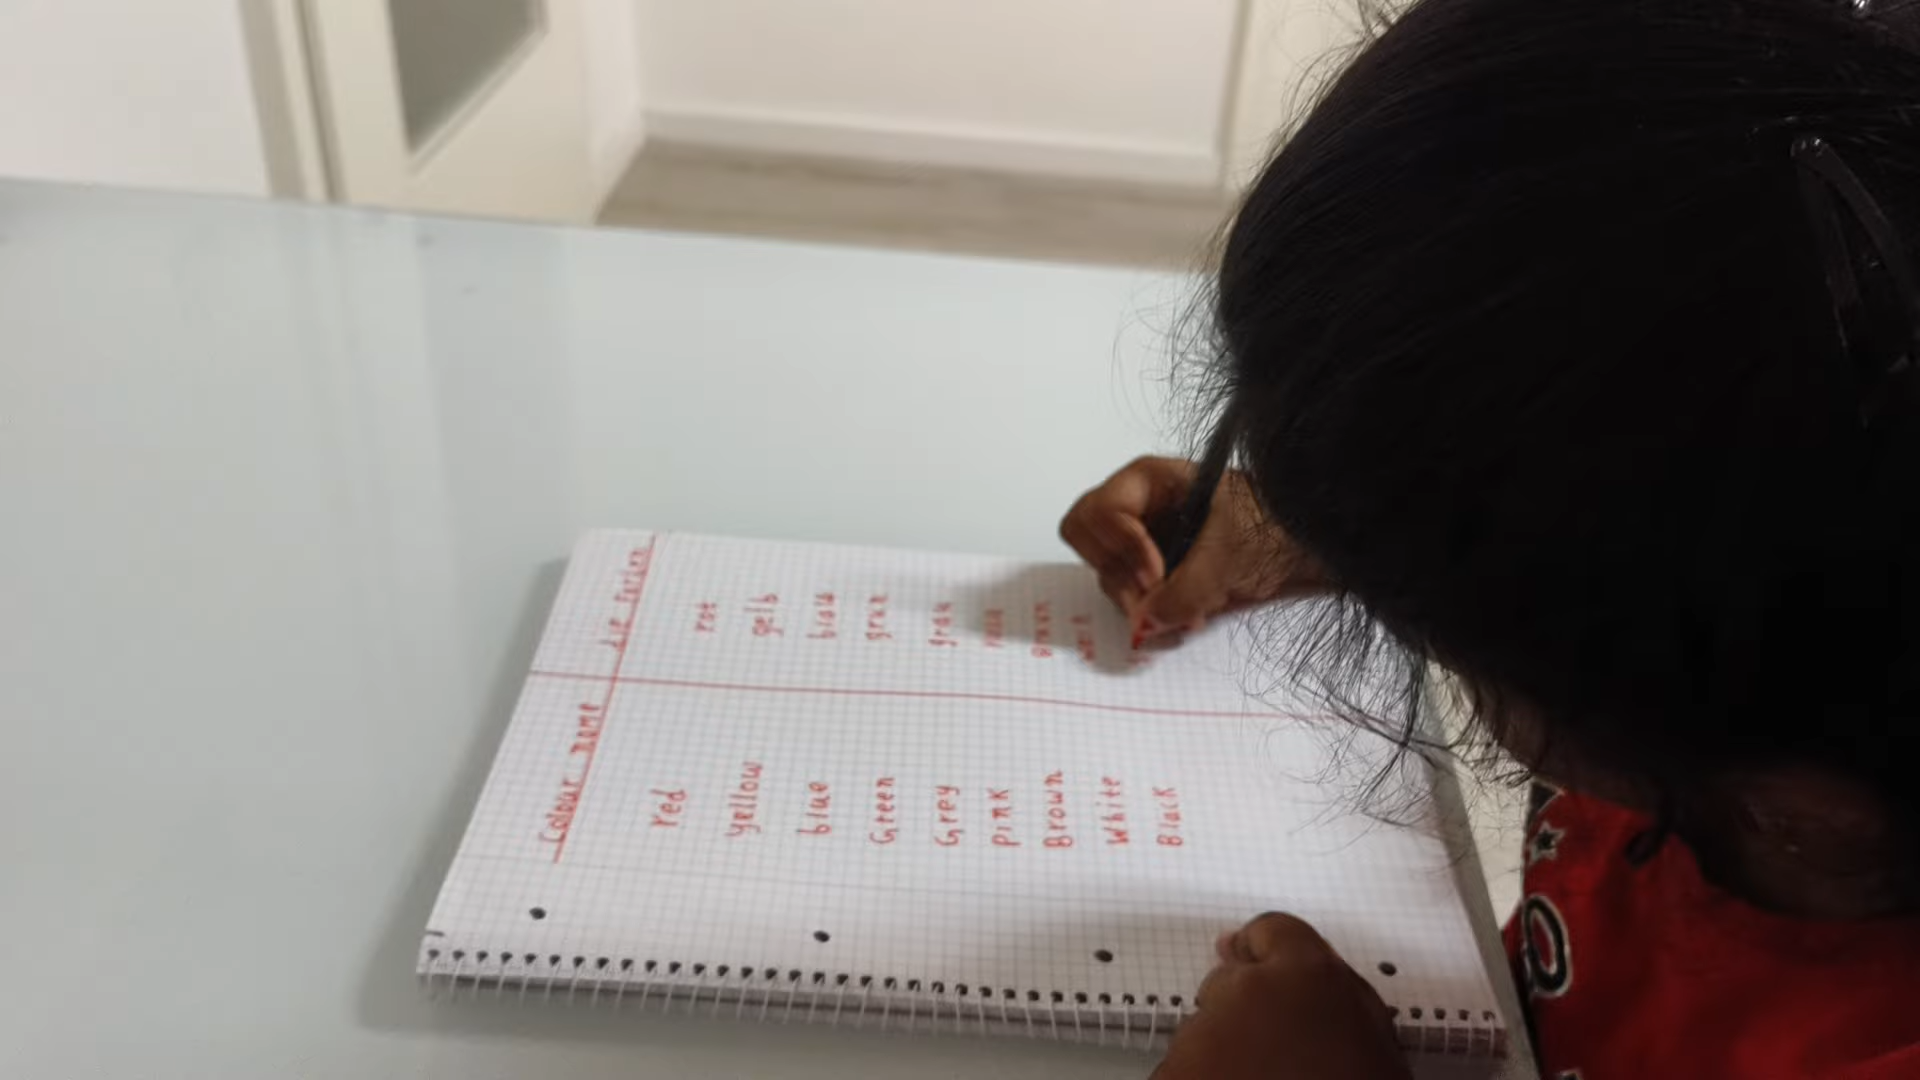 Colour name die Farben
red rot
yellow gelb
blue blau
Green grün
Grey grau
Pink rosa
Brown Braun
White weiß
Black